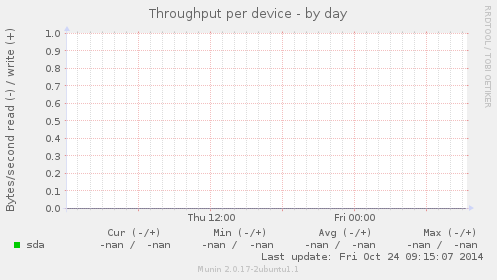 Throughput per device - by day
RRDTOOL / TOBI OETIKER
Bytes/second read (-) / write (+)
1.0
0.9
0.8
0.7
0.6
0.5
0.4
0.3
0.2
0.1
0.0
Thu 12:00 Fri 00:00
Cur (-/+) Min (-/+) Avg (-/+) Max (-/+)
sda -nan / -nan -nan / -nan -nan / -nan -nan / -nan
Last update: Fri Oct 24 09:15:07 2014
Munin 2.0.17-2ubuntu1.1